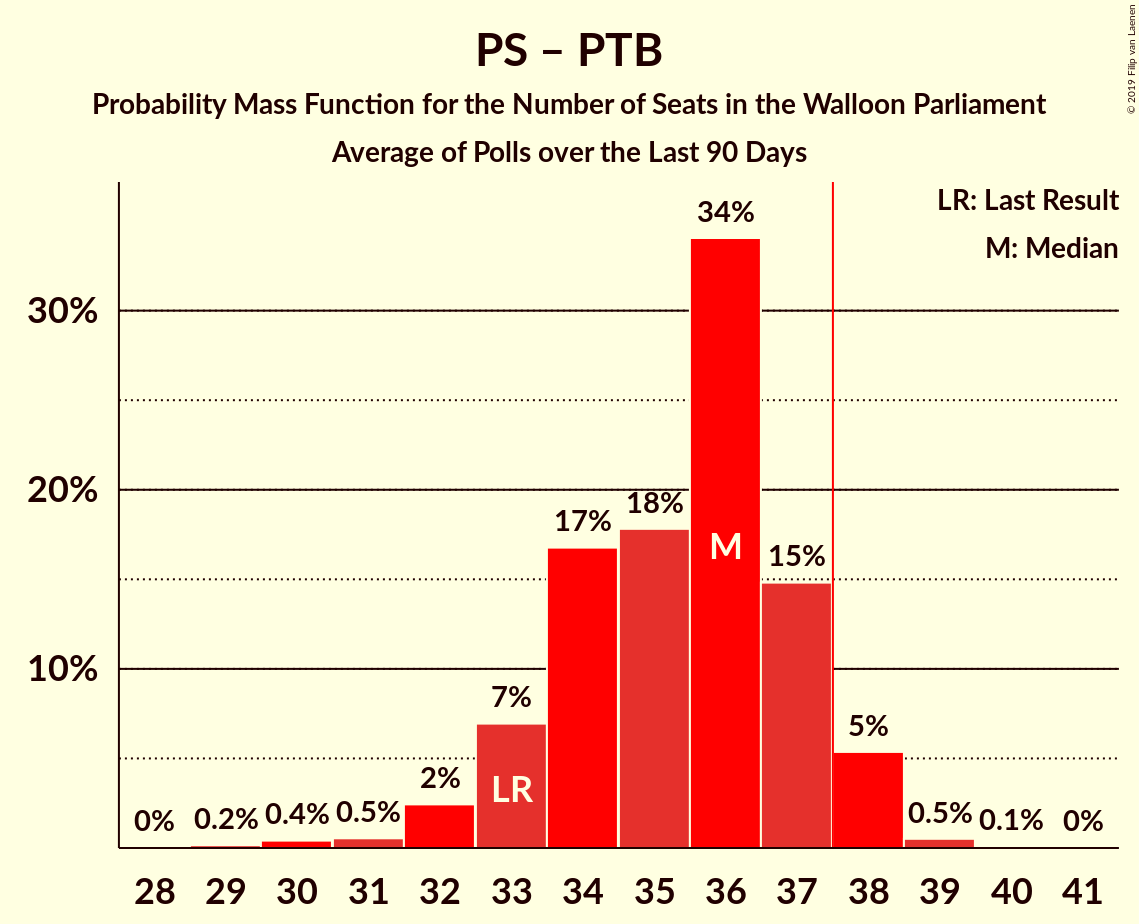 PS – PTB
Probability Mass Function for the Number of Seats in the Walloon Parliament
Average of Polls over the Last 90 Days
© 2019 Filip van Laenen
LR: Last Result
M: Median
34%
30%
20%
18%
17%
M
15%
10%
7%
5%
2%
LR
0% 0.2% 0.4% 0.5% 0.5% 0.1% 0%
28 29 30 31 32 33 34 35 36 37 38 39 40 41